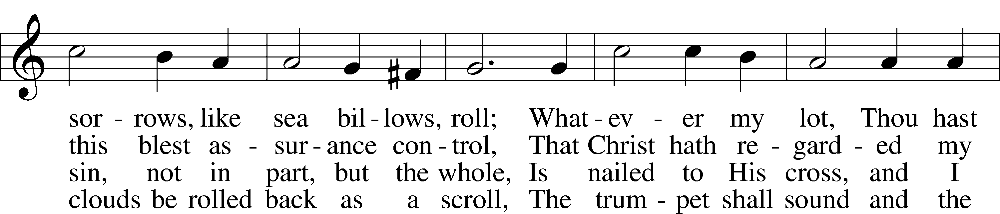 sor - rows, like sea bil - lows, roll; What - ev - er my lot, Thou hast
this blest as - sur - ance con - trol, That Christ hath re - gard - ed my
sin, not in part, but the whole, Is nailed to His cross, and I
clouds be rolled back as a scroll, The trum - pet shall sound and the